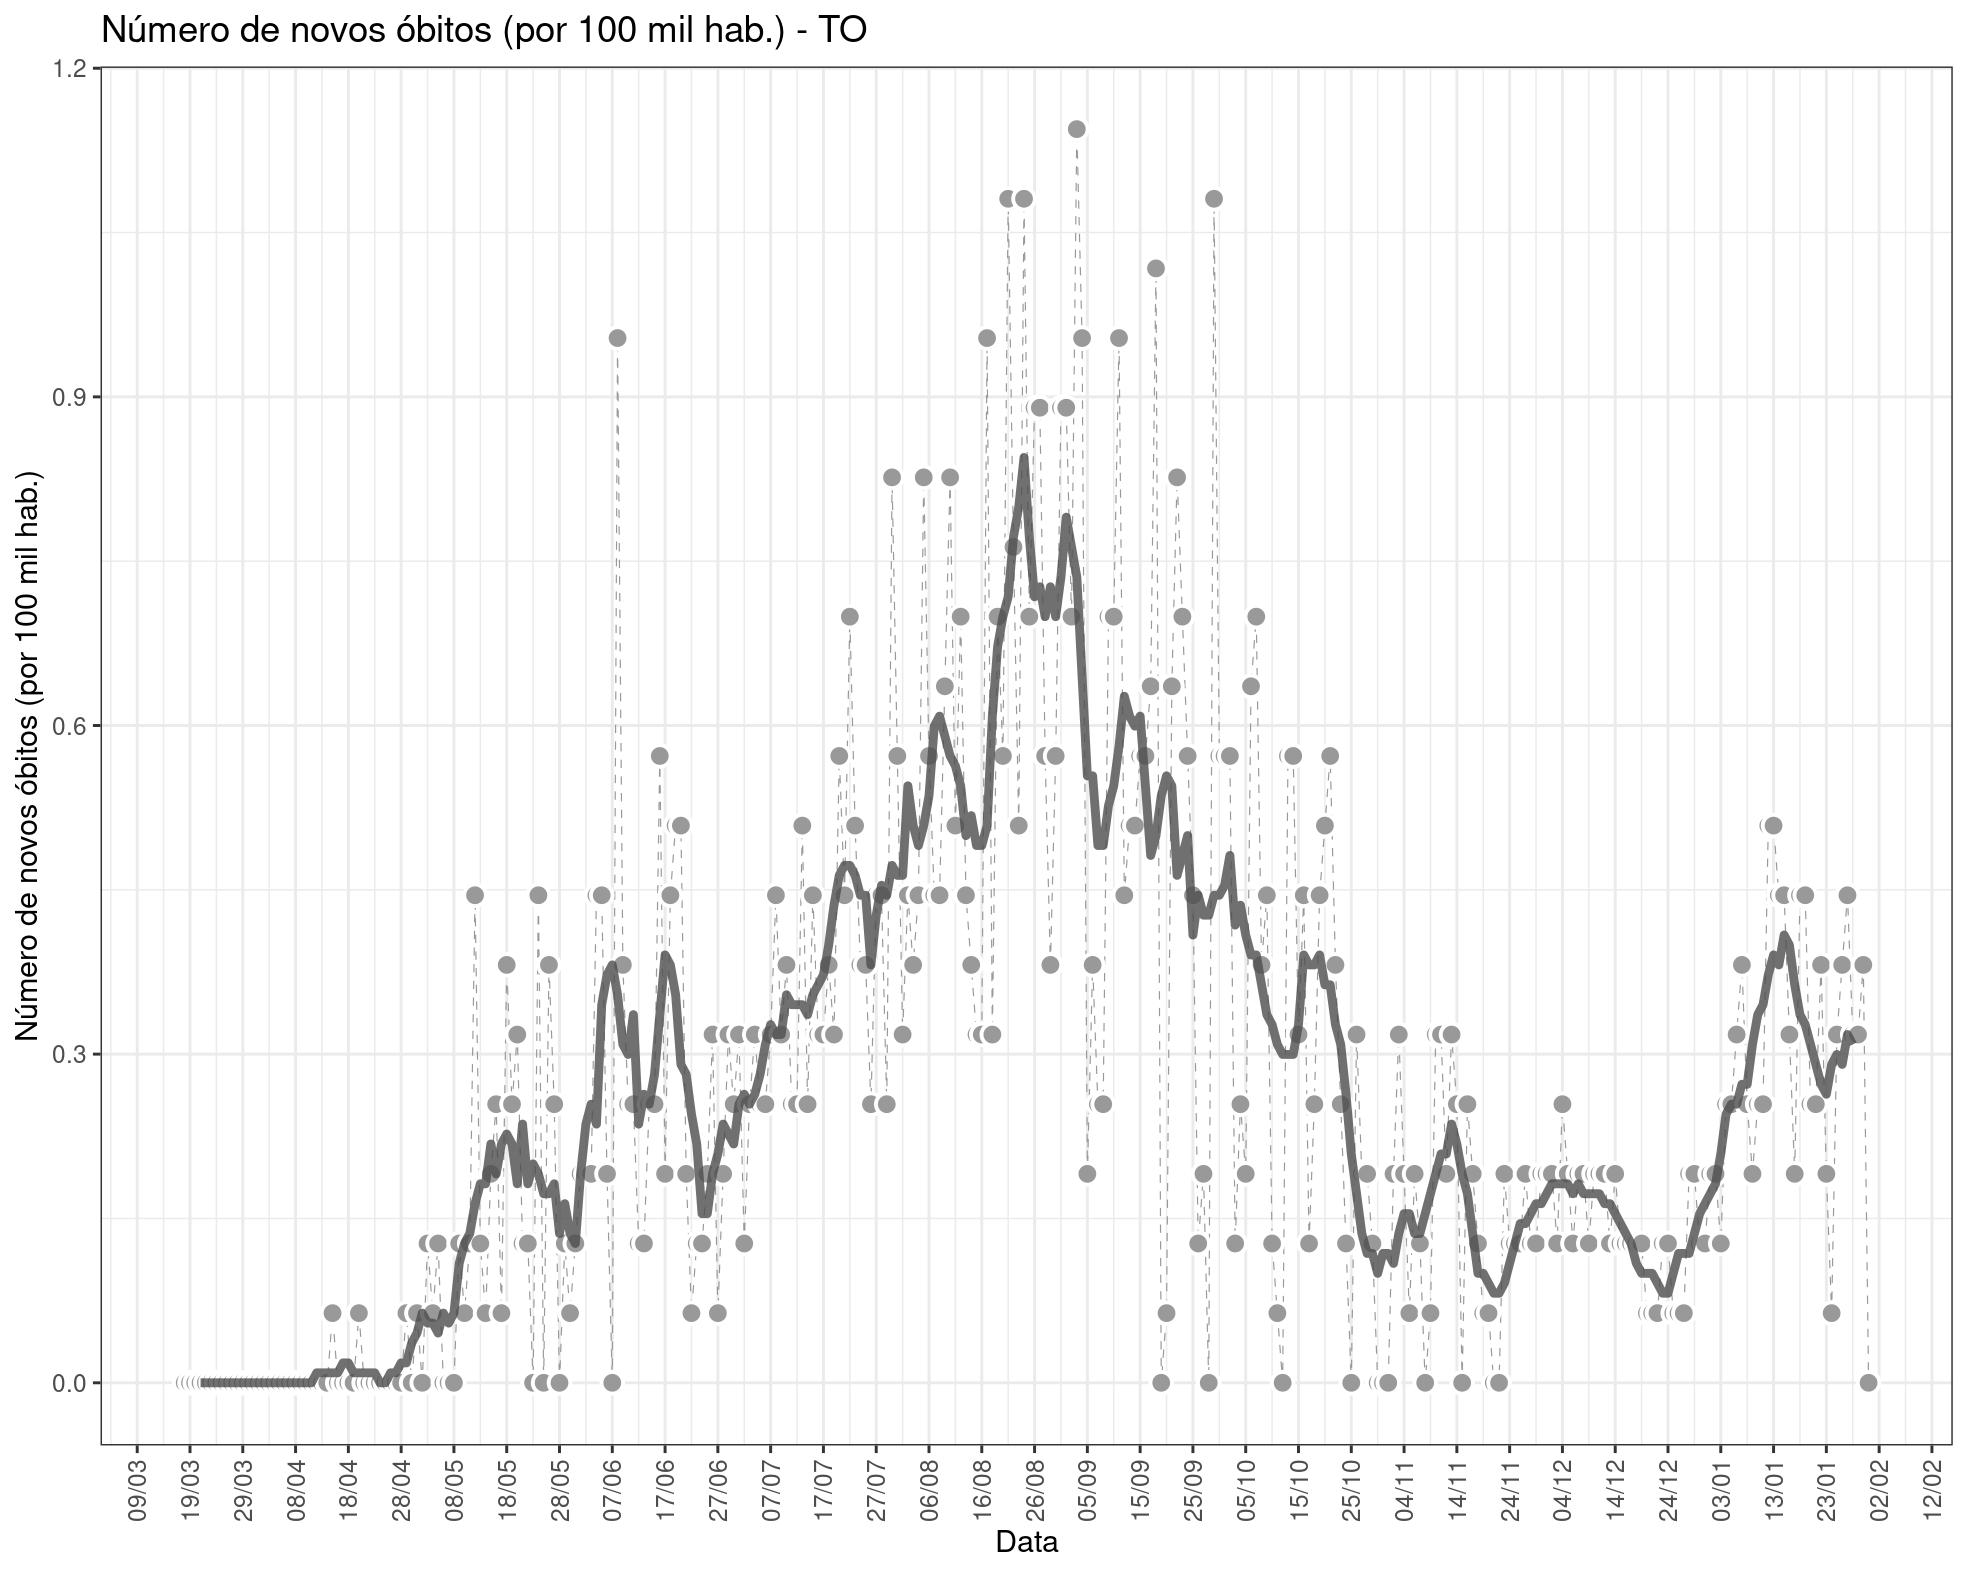 Número de novos óbitos (por 100 mil hab.) - TO
Número de novos óbitos (por 100 mil hab.)
1.2
0.9
0.6
0.3
0.0
09/03 19/03 29/03 08/04 18/04 28/04 08/05 18/05 28/05 07/06 17/06 27/06 07/07 17/07 27/07 06/08 16/08 26/08 05/09 15/09 25/09 05/10 15/10 25/10 04/11 14/11 24/11 04/12 14/12 24/12 03/01 13/01 23/01 02/02 12/02
Data